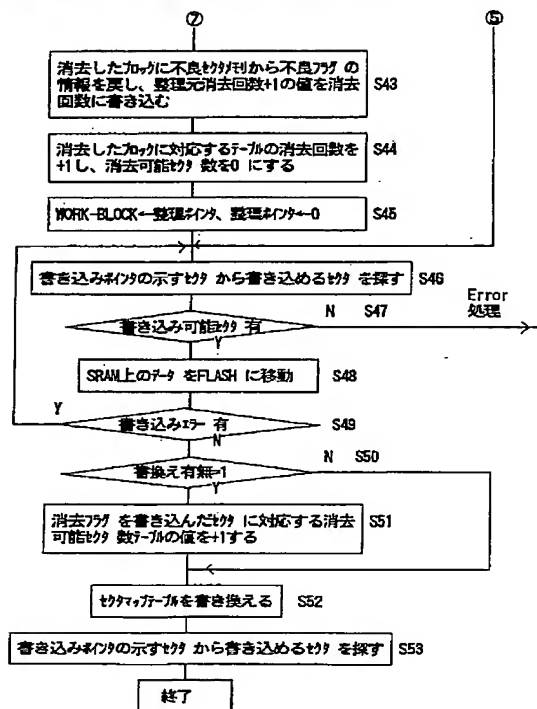 ⑦
⑤
消去したブロックに不良セクタメモリから不良フラグ の
情報を戻し、整理元消去回数+1の値を消去
回数に書き込む
S43
消去したブロックに対応するテーブルの消去回数を
+1し、消去可能セクタ 数を0 にする
S44
WORK-BLOCK←整理ポインタ、整理ポインタ←0
S45
書き込みポインタの示すセクタ から書き込めるセクタ を探す
S46
書き込み可能セクタ 有
N S47
Error
処理
Y
SRAM上のデータ をFLASH に移動
S48
Y
書き込みエラー 有
S49
N
書換え有無=1
N S50
Y
消去フラグ を書き込んだセクタ に対応する消去
可能セクタ 数テーブルの値を+1する
S51
セクタマップテーブルを書き換える
S52
書き込みポインタの示すセクタ から書き込めるセクタ を探す
S53
終了